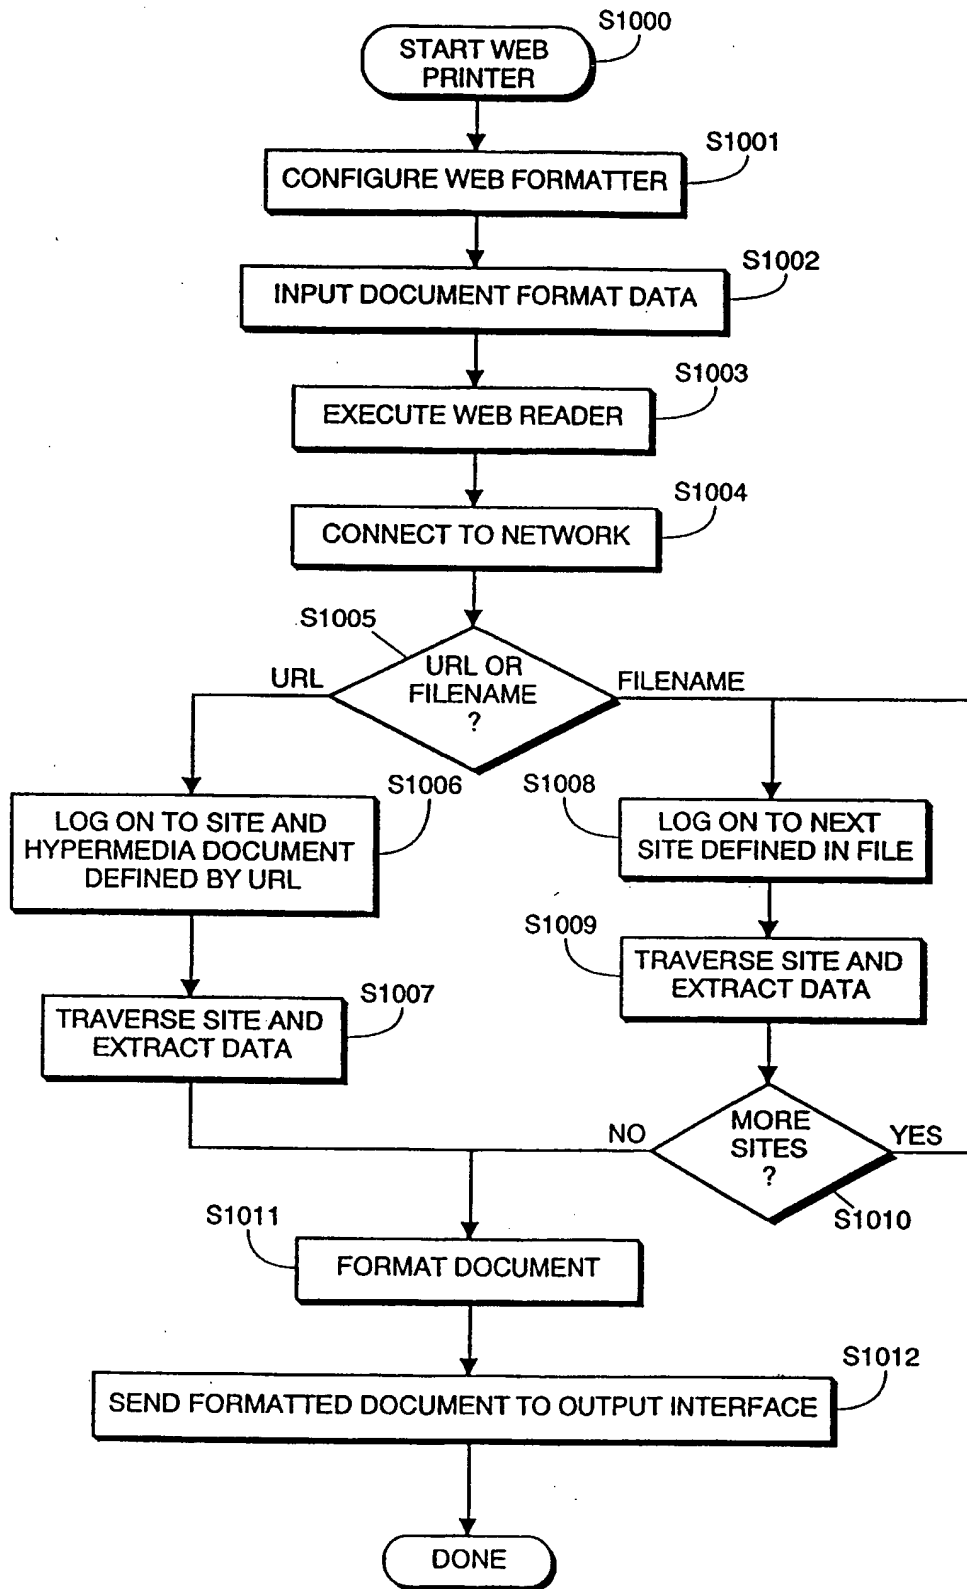 S1000
START WEB
PRINTER
S1001
CONFIGURE WEB FORMATTER
S1002
INPUT DOCUMENT FORMAT DATA
S1003
EXECUTE WEB READER
S1004
CONNECT TO NETWORK
S1005
URL OR
FILENAME
?
URL
FILENAME
S1006
LOG ON TO SITE AND
HYPERMEDIA DOCUMENT
DEFINED BY URL
S1008
LOG ON TO NEXT
SITE DEFINED IN FILE
S1007
TRAVERSE SITE AND
EXTRACT DATA
S1009
TRAVERSE SITE AND
EXTRACT DATA
MORE
SITES
?
NO
YES
S1010
S1011
FORMAT DOCUMENT
S1012
SEND FORMATTED DOCUMENT TO OUTPUT INTERFACE
DONE